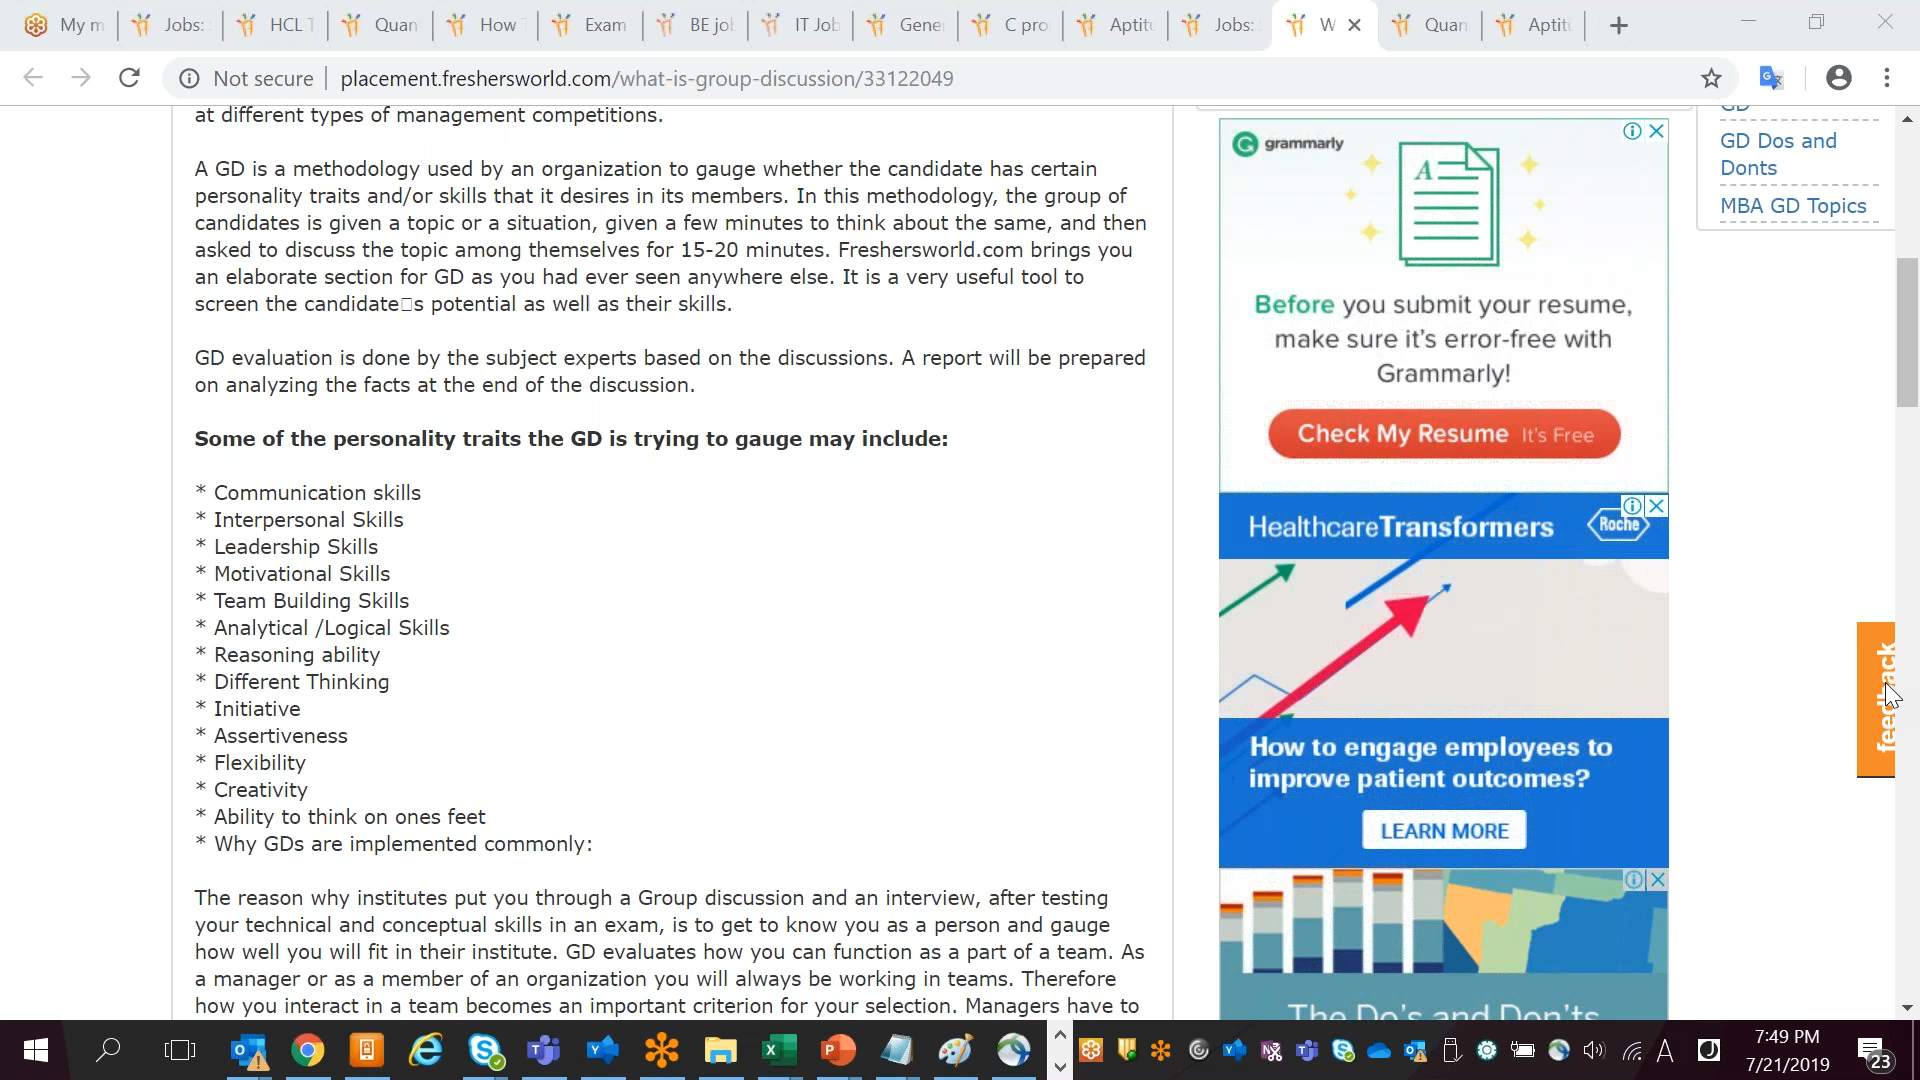 My m
Jobs:
HCL T
Quan
How
Exam
BE jo
IT Job
Gene
C pro
Aptit
Jobs:
W
Quan
Aptit
Not secure
placement.freshersworld.com/what-is-group-discussion/33122049
at different types of management competitions.
A GD is a methodology used by an organization to gauge whether the candidate has certain
personality traits and/or skills that it desires in its members. In this methodology, the group of
candidates is given a topic or a situation, given a few minutes to think about the same, and then
asked to discuss the topic among themselves for 15-20 minutes. Freshersworld.com brings you
an elaborate section for GD as you had ever seen anywhere else. It is a very useful tool to
screen the candidate□s potential as well as their skills.
GD evaluation is done by the subject experts based on the discussions. A report will be prepared
on analyzing the facts at the end of the discussion.
Some of the personality traits the GD is trying to gauge may include:
* Communication skills
* Interpersonal Skills
* Leadership Skills
* Motivational Skills
* Team Building Skills
* Analytical /Logical Skills
* Reasoning ability
* Different Thinking
* Initiative
* Assertiveness
* Flexibility
* Creativity
* Ability to think on ones feet
* Why GDs are implemented commonly:
The reason why institutes put you through a Group discussion and an interview, after testing
your technical and conceptual skills in an exam, is to get to know you as a person and gauge
how well you will fit in their institute. GD evaluates how you can function as a part of a team. As
a manager or as a member of an organization you will always be working in teams. Therefore
how you interact in a team becomes an important criterion for your selection. Managers have to
grammarly
A
Before you submit your resume,
make sure it's error-free with
Grammarly!
Check My Resume It's Free
HealthcareTransformers
Roche
How to engage employees to
improve patient outcomes?
LEARN MORE
The Do's and Don'ts
GD
GD Dos and
Donts
MBA GD Topics
feedback
7:49 PM
7/21/2019
23